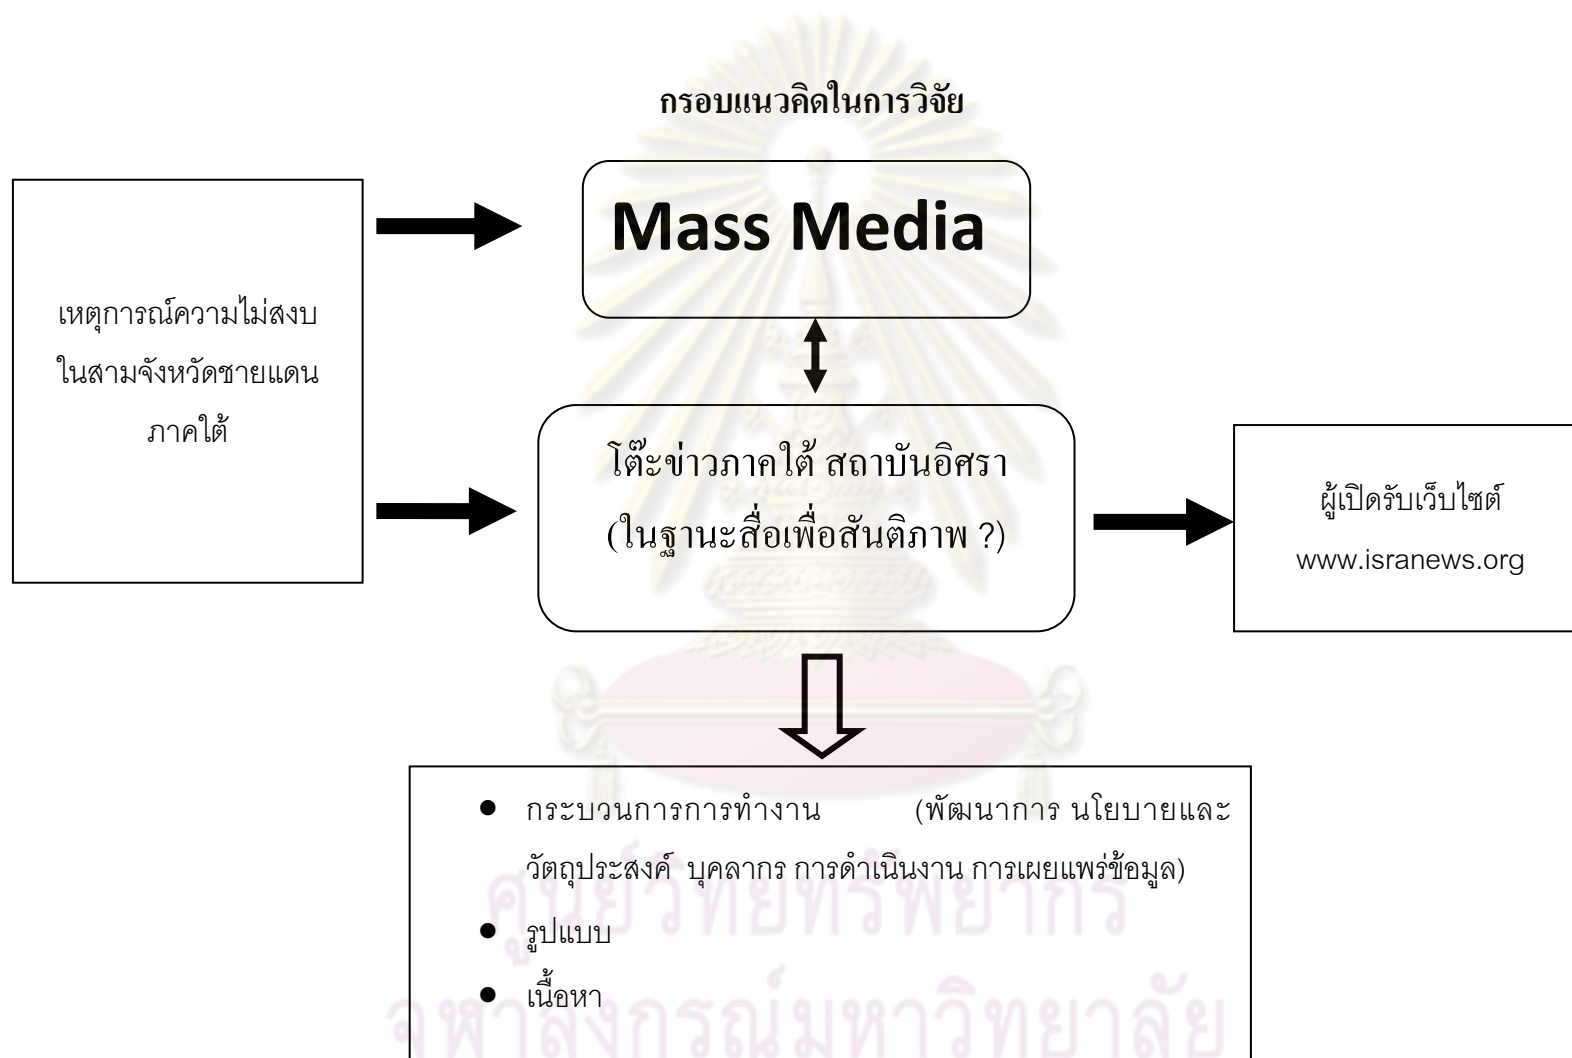 กรอบแนวคิดในการวิจัย
Mass Media
เหตุการณ์ความไม่สงบ
ในสามจังหวัดชายแดน
ภาคใต้
โต๊ะข่าวภาคใต้ สถาบันอิศรา
(ในฐานะสื่อเพื่อสันติภาพ ?)
ผู้เปิดรับเว็บไซต์
www.isranews.org
● กระบวนการการทำงาน (พัฒนาการ นโยบายและ
วัตถุประสงค์ บุคลากร การดำเนินงาน การเผยแพร่ข้อมูล)
● รูปแบบ
● เนื้อหา
ศูนย์วิทยทรัพยากร
จุฬาลงกรณ์มหาวิทยาลัย